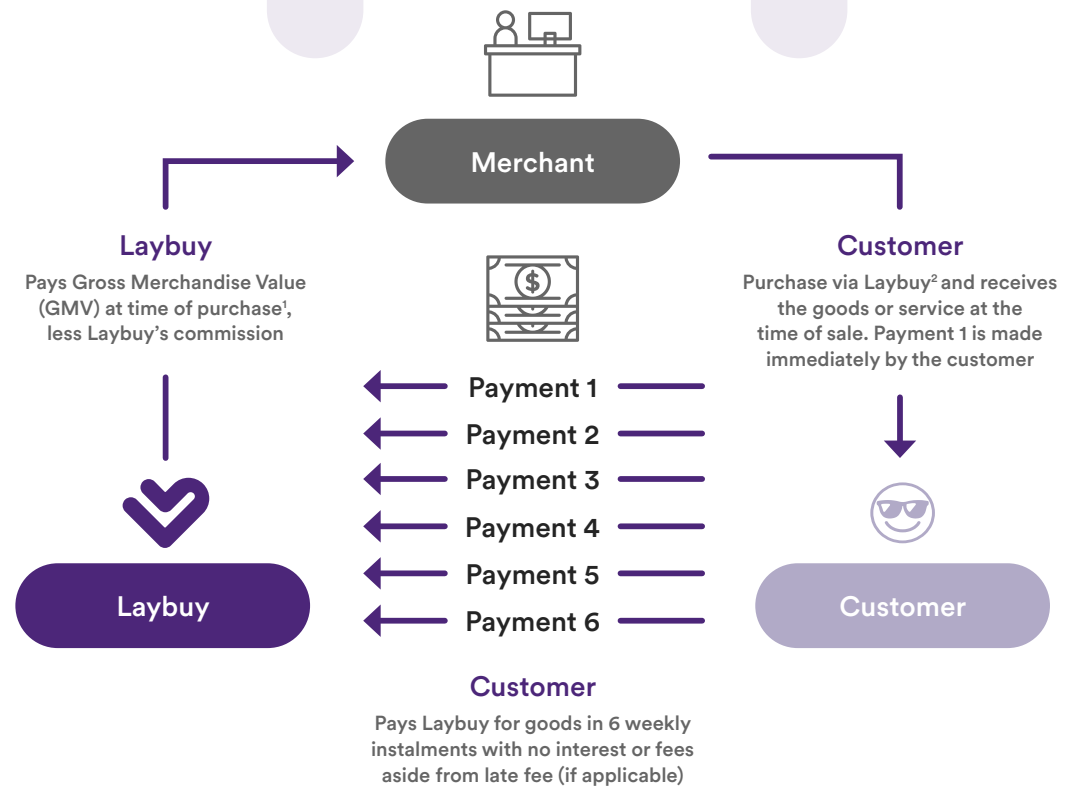 Merchant
Laybuy
Pays Gross Merchandise Value
(GMV) at time of purchase¹,
less Laybuy’s commission
Customer
Purchase via Laybuy² and receives
the goods or service at the
time of sale. Payment 1 is made
immediately by the customer
$
Payment 1
Payment 2
Payment 3
Payment 4
Payment 5
Payment 6
Laybuy
Customer
Customer
Pays Laybuy for goods in 6 weekly
instalments with no interest or fees
aside from late fee (if applicable)